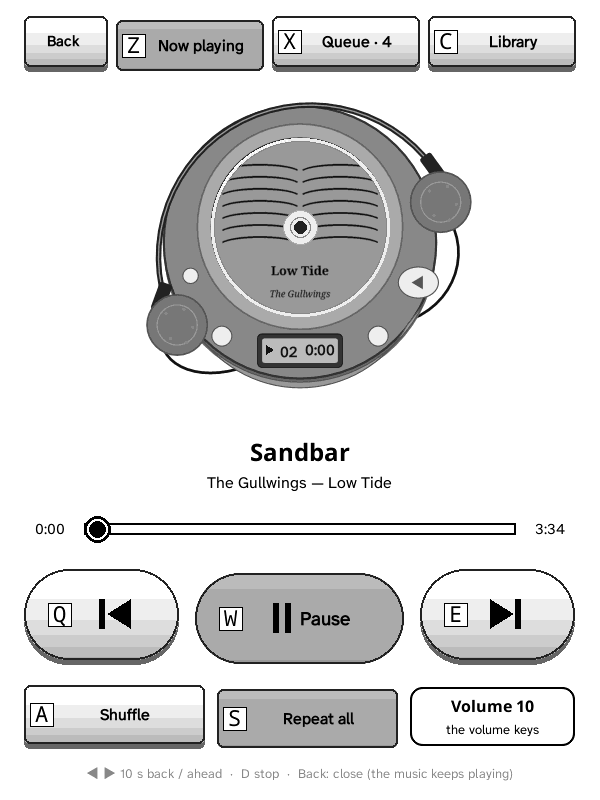 Back
Z Now playing
X Queue · 4
C Library
Low Tide
The Gullwings
02 0:00
Sandbar
The Gullwings — Low Tide
0:00
3:34
Q
W Pause
E
A Shuffle
S Repeat all
Volume 10
the volume keys
◀ ▶ 10 s back / ahead · D stop · Back: close (the music keeps playing)